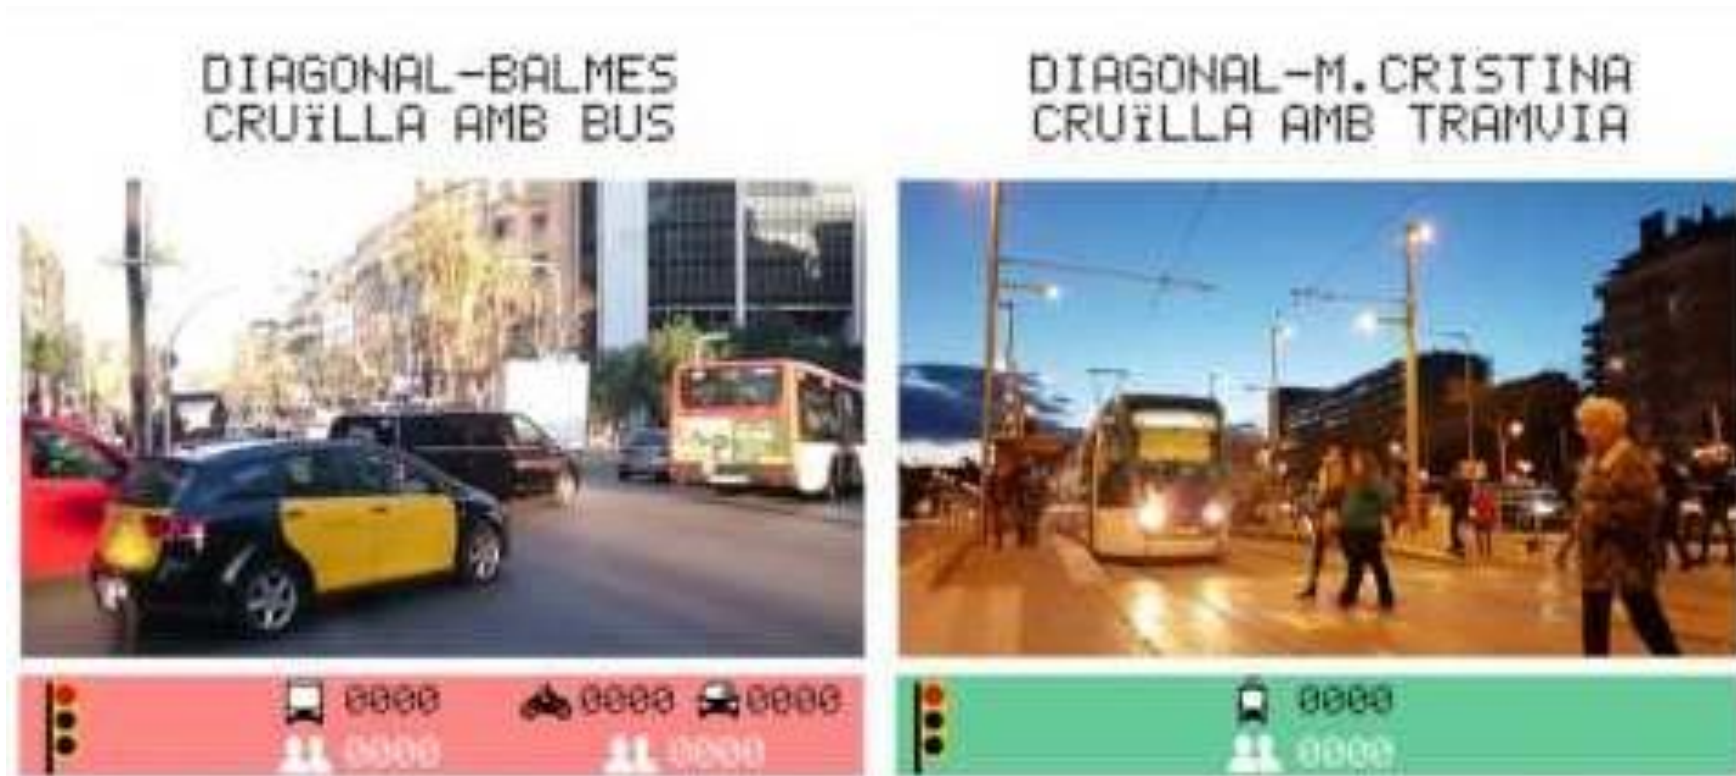 DIAGONAL-BALMES
CRUÏLLA AMB BUS
DIAGONAL-M.CRISTINA
CRUÏLLA AMB TRAMVIA
0000 0000 0000
0000 0000
0000
0000